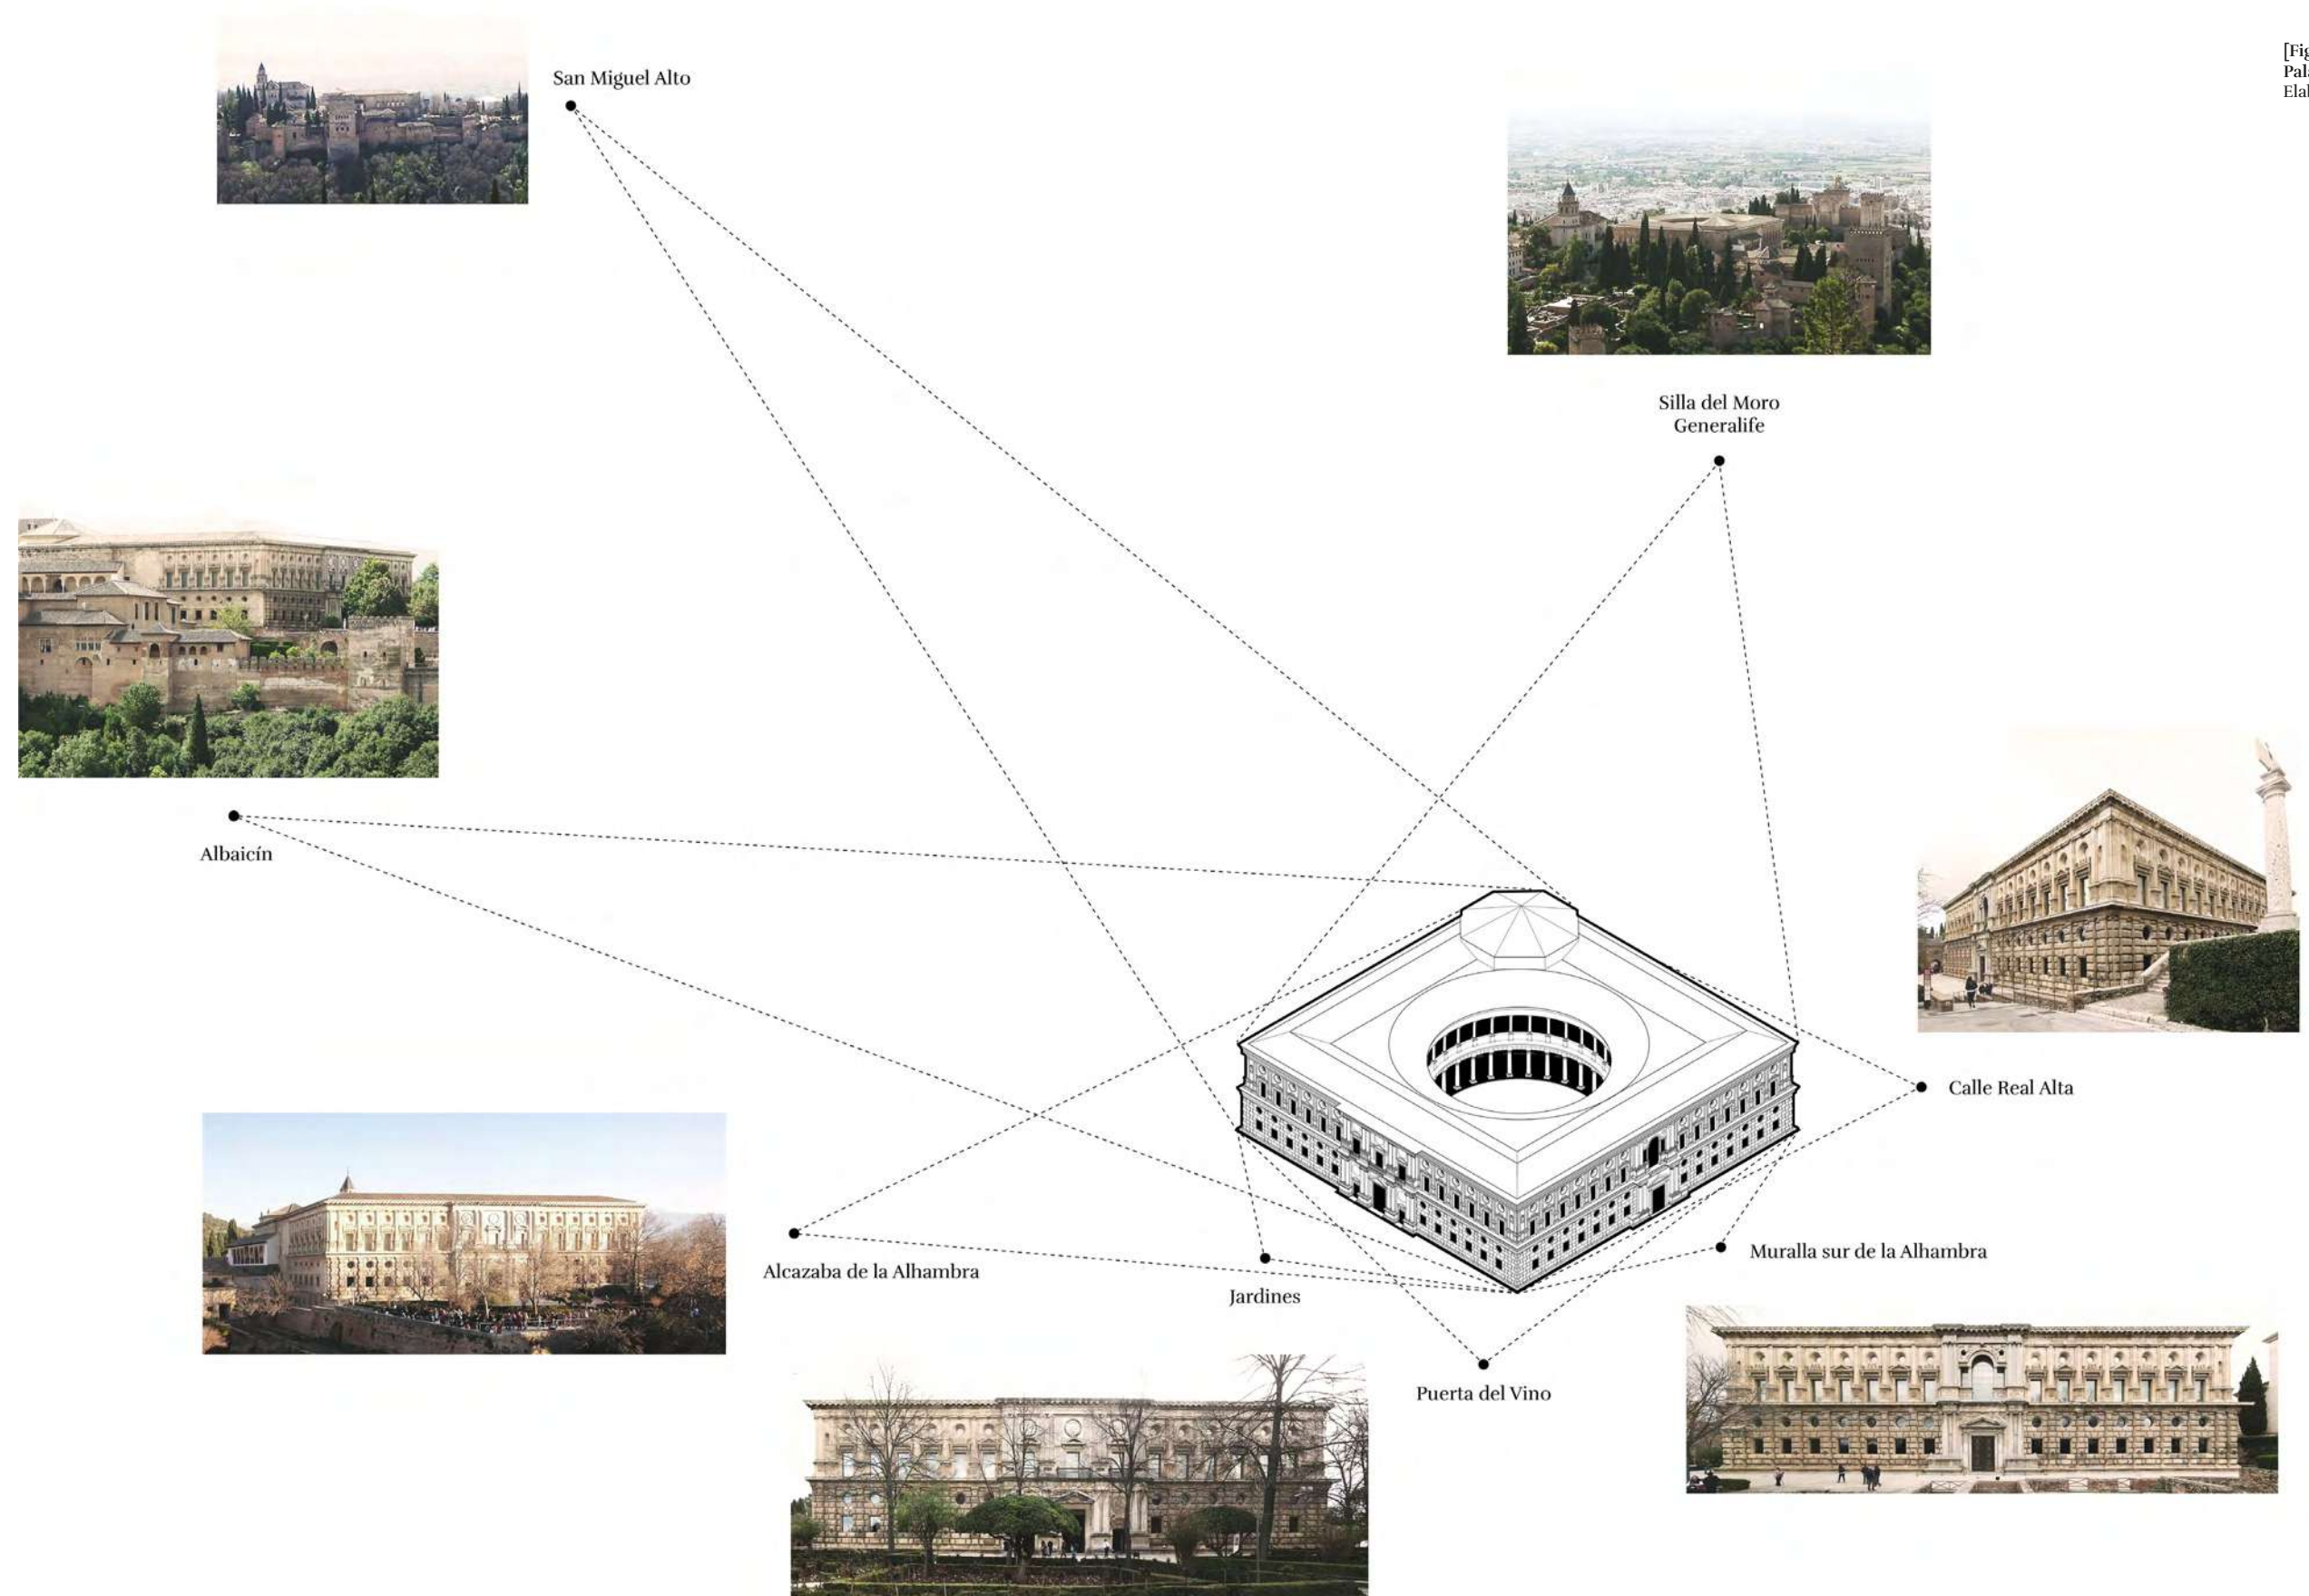 San Miguel Alto
Silla del Moro
Generalife
Albaicín
Calle Real Alta
Alcazaba de la Alhambra
Jardines
Muralla sur de la Alhambra
Puerta del Vino